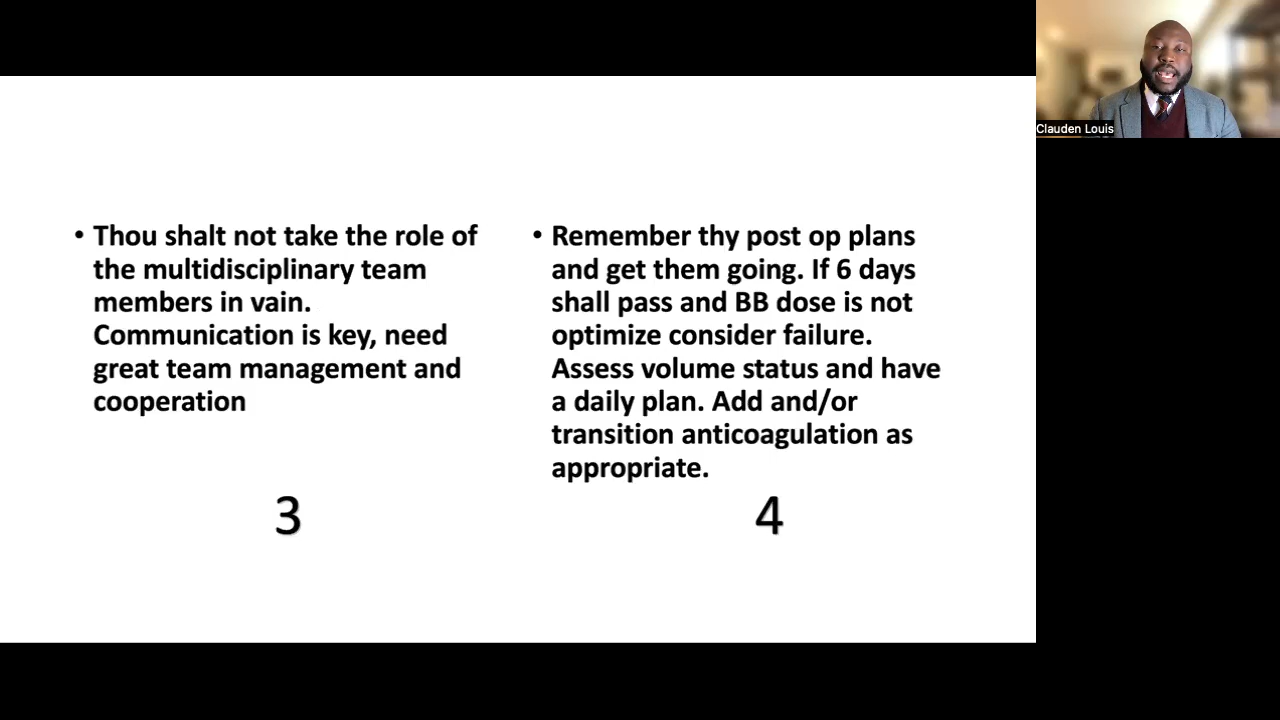 • Thou shalt not take the role of
the multidisciplinary team
members in vain.
Communication is key, need
great team management and
cooperation
3
• Remember thy post op plans
and get them going. If 6 days
shall pass and BB dose is not
optimize consider failure.
Assess volume status and have
a daily plan. Add and/or
transition anticoagulation as
appropriate.
4
Clauden Louis